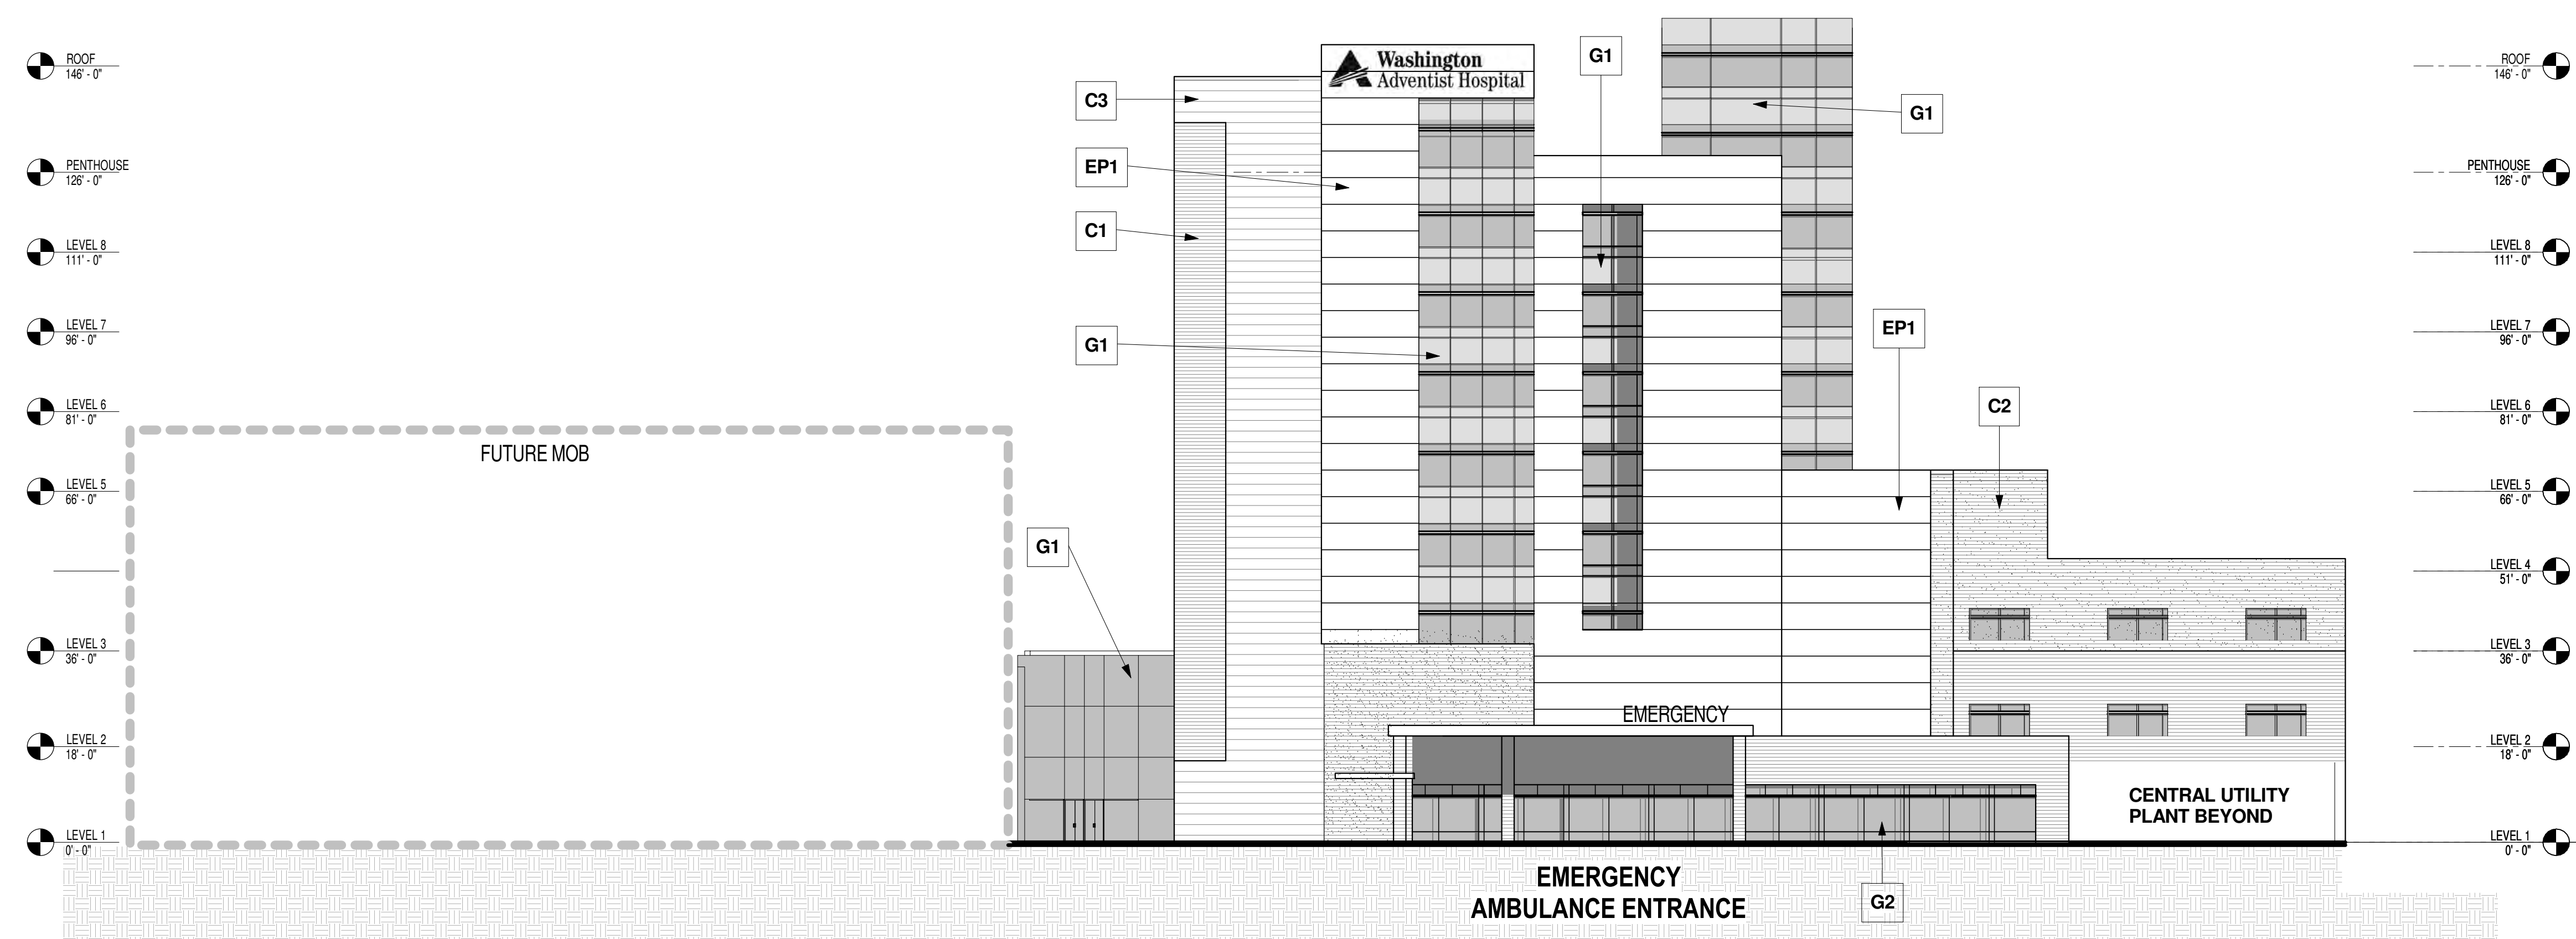 ROOF
146' - 0"
PENTHOUSE
126' - 0"
LEVEL 8
111' - 0"
LEVEL 7
96' - 0"
LEVEL 6
81' - 0"
LEVEL 5
66' - 0"
LEVEL 3
36' - 0"
LEVEL 2
18' - 0"
LEVEL 1
0' - 0"
FUTURE MOB
C3
EP1
C1
G1
G1
Washington
Adventist Hospital
G1
G1
EP1
C2
EMERGENCY
CENTRAL UTILITY
PLANT BEYOND
EMERGENCY
AMBULANCE ENTRANCE
G2
ROOF
146' - 0"
PENTHOUSE
126' - 0"
LEVEL 8
111' - 0"
LEVEL 7
96' - 0"
LEVEL 6
81' - 0"
LEVEL 5
66' - 0"
LEVEL 4
51' - 0"
LEVEL 3
36' - 0"
LEVEL 2
18' - 0"
LEVEL 1
0' - 0"